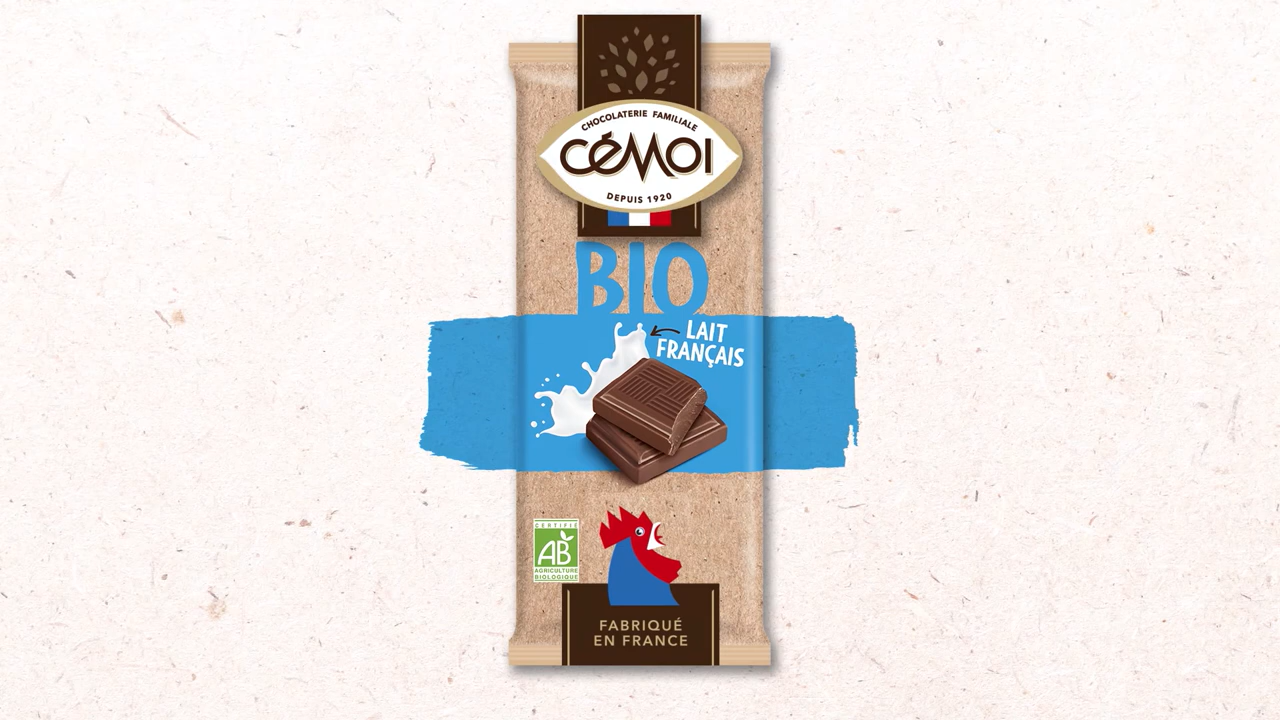 CHOCOLATERIE FAMILIALE
CÉMOI
DEPUIS 1920
BIO
LAIT
FRANÇAIS
CERTIFIÉ
AB
AGRICULTURE
BIOLOGIQUE
FABRIQUÉ
EN FRANCE